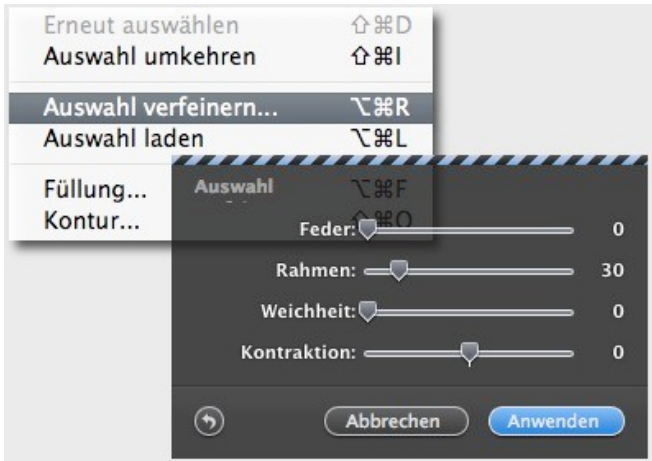 Erneut auswählen ⇧⌘D
Auswahl umkehren ⇧⌘I
Auswahl verfeinern... ⌥⌘R
Auswahl laden ⌥⌘L
Füllung... ⌥⌘F
Kontur... ⇧⌘O
Auswahl
Feder: 0
Rahmen: 30
Weichheit: 0
Kontraktion: 0
Abbrechen Anwenden